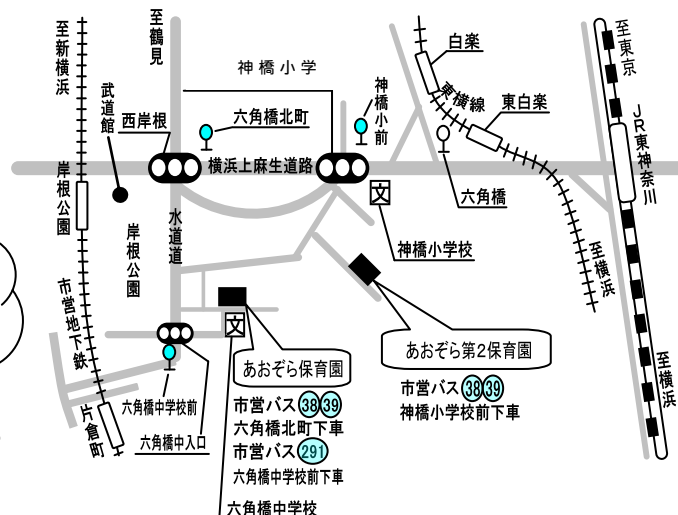 至新横浜
至鶴見
武道館
西岸根
神橋小学
六角橋北町
神橋小前
白楽
東横線
東白楽
至東京
JR東神奈川
岸根公園
横浜上麻生道路
文
六角橋
水道道
岸根公園
神橋小学校
至横浜
市営地下鉄
文
あおぞら保育園
あおぞら第2保育園
至横浜
片倉町
六角橋中学校前
六角橋中入口
市営バス 38 39
六角橋北町下車
市営バス 291
六角橋中学校前下車
市営バス 38 39
神橋小学校前下車
六角橋中学校